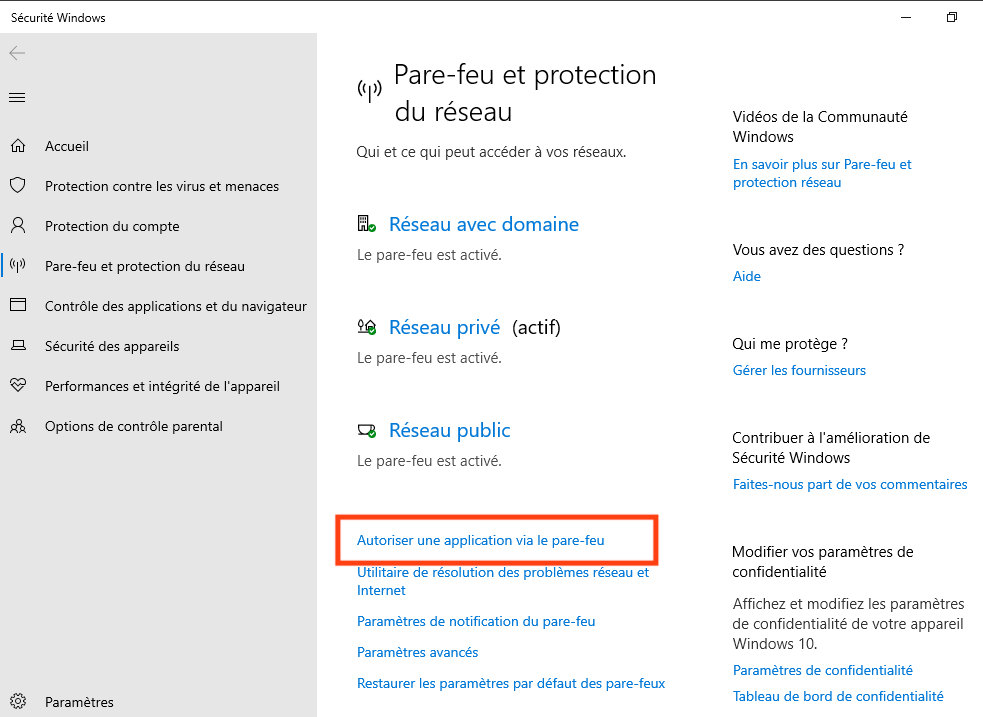 Sécurité Windows
Accueil
Protection contre les virus et menaces
Protection du compte
Pare-feu et protection du réseau
Contrôle des applications et du navigateur
Sécurité des appareils
Performances et intégrité de l'appareil
Options de contrôle parental
Paramètres
Pare-feu et protection
du réseau
Qui et ce qui peut accéder à vos réseaux.
Réseau avec domaine
Le pare-feu est activé.
Réseau privé (actif)
Le pare-feu est activé.
Réseau public
Le pare-feu est activé.
Autoriser une application via le pare-feu
Utilitaire de résolution des problèmes réseau et
Internet
Paramètres de notification du pare-feu
Paramètres avancés
Restaurer les paramètres par défaut des pare-feux
Vidéos de la Communauté
Windows
En savoir plus sur Pare-feu et
protection réseau
Vous avez des questions ?
Aide
Qui me protège ?
Gérer les fournisseurs
Contribuer à l'amélioration de
Sécurité Windows
Faites-nous part de vos commentaires
Modifier vos paramètres de
confidentialité
Affichez et modifiez les paramètres
de confidentialité de votre appareil
Windows 10.
Paramètres de confidentialité
Tableau de bord de confidentialité